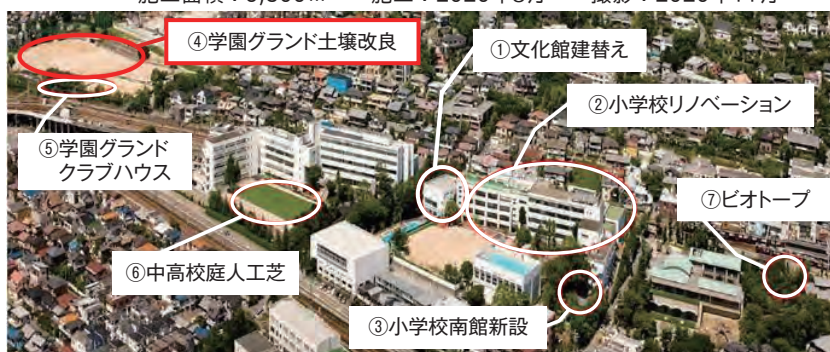 ④学園グランド土壌改良
①文化館建替え
②小学校リノベーション
⑤学園グランド
クラブハウス
⑦ビオトープ
⑥中高校庭人工芝
③小学校南館新設